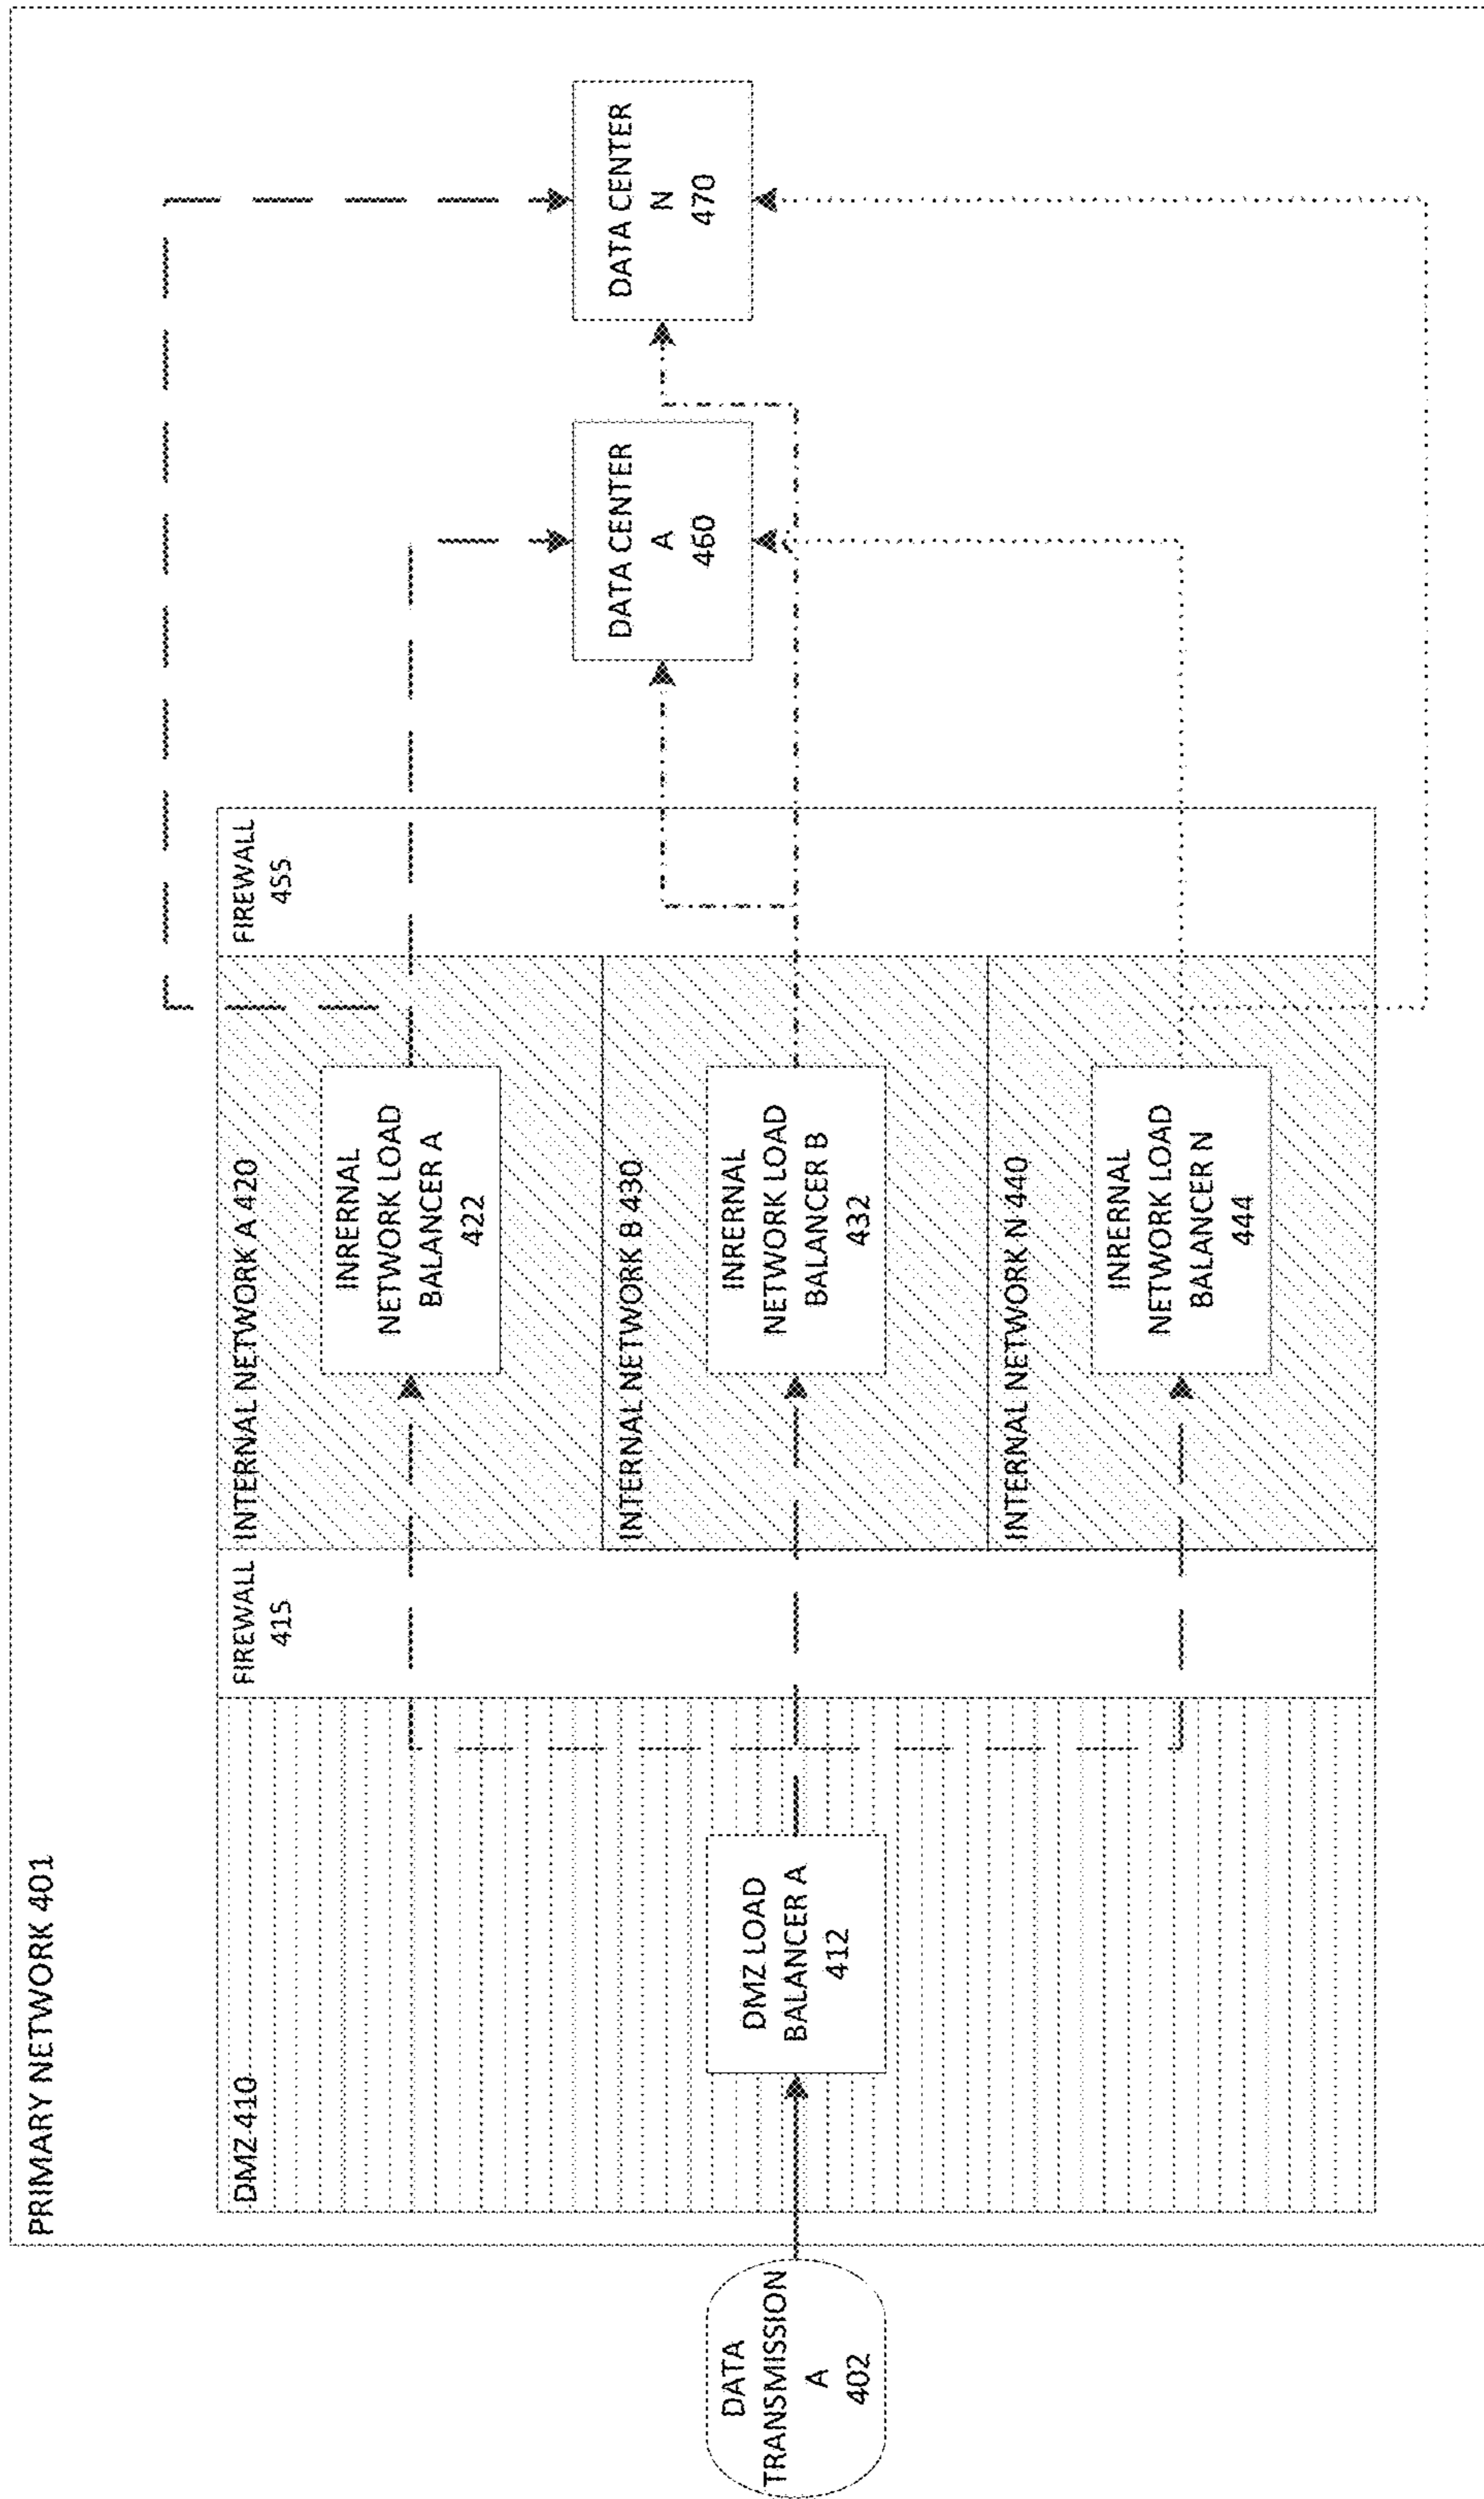 PRIMARY NETWORK 401
DATA
TRANSMISSION
A
402
DMZ 410
DMZ LOAD
BALANCER A
412
FIREWALL
415
INTERNAL NETWORK A 420
INRERNAL
NETWORK LOAD
BALANCER A
422
INTERNAL NETWORK B 430
INRERNAL
NETWORK LOAD
BALANCER B
432
INTERNAL NETWORK N 440
INRERNAL
NETWORK LOAD
BALANCER N
444
FIREWALL
455
DATA CENTER
A
460
DATA CENTER
N
470